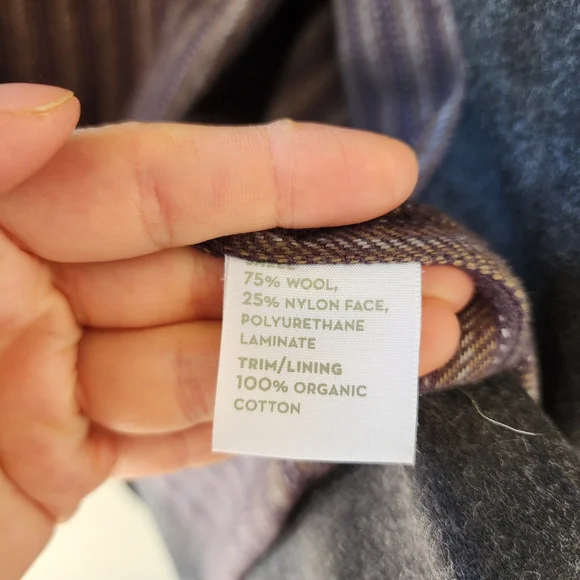 75% WOOL,
25% NYLON FACE,
POLYURETHANE
LAMINATE
TRIM/LINING
100% ORGANIC
COTTON